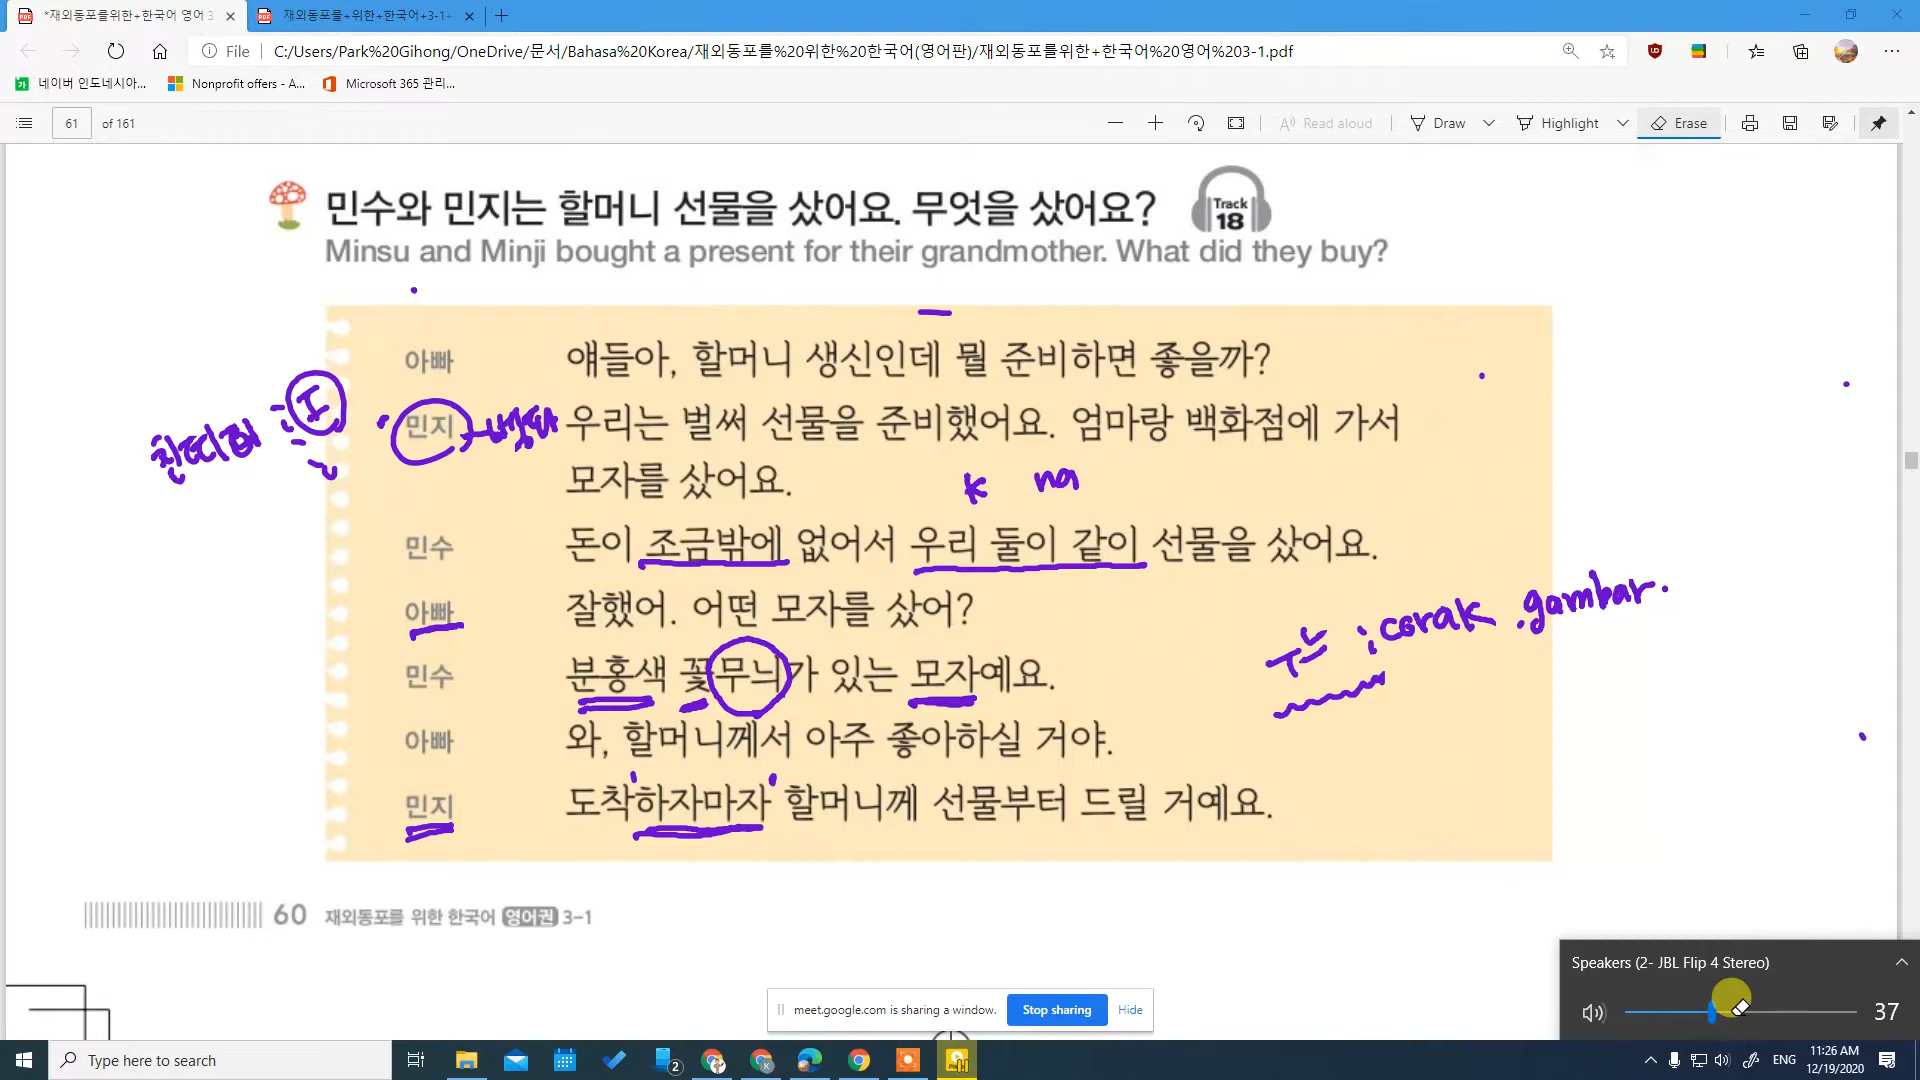 *재외동포를위한+한국어 영어 3
재외동포를+위한+한국어+3-1+
File
C:/Users/Park%20Gihong/OneDrive/문서/Bahasa%20Korea/재외동포를%20위한%20한국어(영어판)/재외동포를위한+한국어%20영어%203-1.pdf
네이버 인도네시아...
Nonprofit offers - A...
Microsoft 365 관리...
61 of 161
Read aloud
Draw
Highlight
Erase
민수와 민지는 할머니 선물을 샀어요. 무엇을 샀어요?
Track 18
Minsu and Minji bought a present for their grandmother. What did they buy?
아빠 얘들아, 할머니 생신인데 뭘 준비하면 좋을까?
민지 우리는 벌써 선물을 준비했어요. 엄마랑 백화점에 가서
모자를 샀어요.
k na
민수 돈이 조금밖에 없어서 우리 둘이 같이 선물을 샀어요.
아빠 잘했어. 어떤 모자를 샀어?
: corak . gambar.
민수 분홍색 꽃무늬가 있는 모자예요.
아빠 와, 할머니께서 아주 좋아하실 거야.
민지 도착하자마자 할머니께 선물부터 드릴 거예요.
60 재외동포를 위한 한국어 영어권 3-1
Speakers (2- JBL Flip 4 Stereo)
37
meet.google.com is sharing a window.
Stop sharing
Hide
Type here to search
2
ENG
11:26 AM
12/19/2020